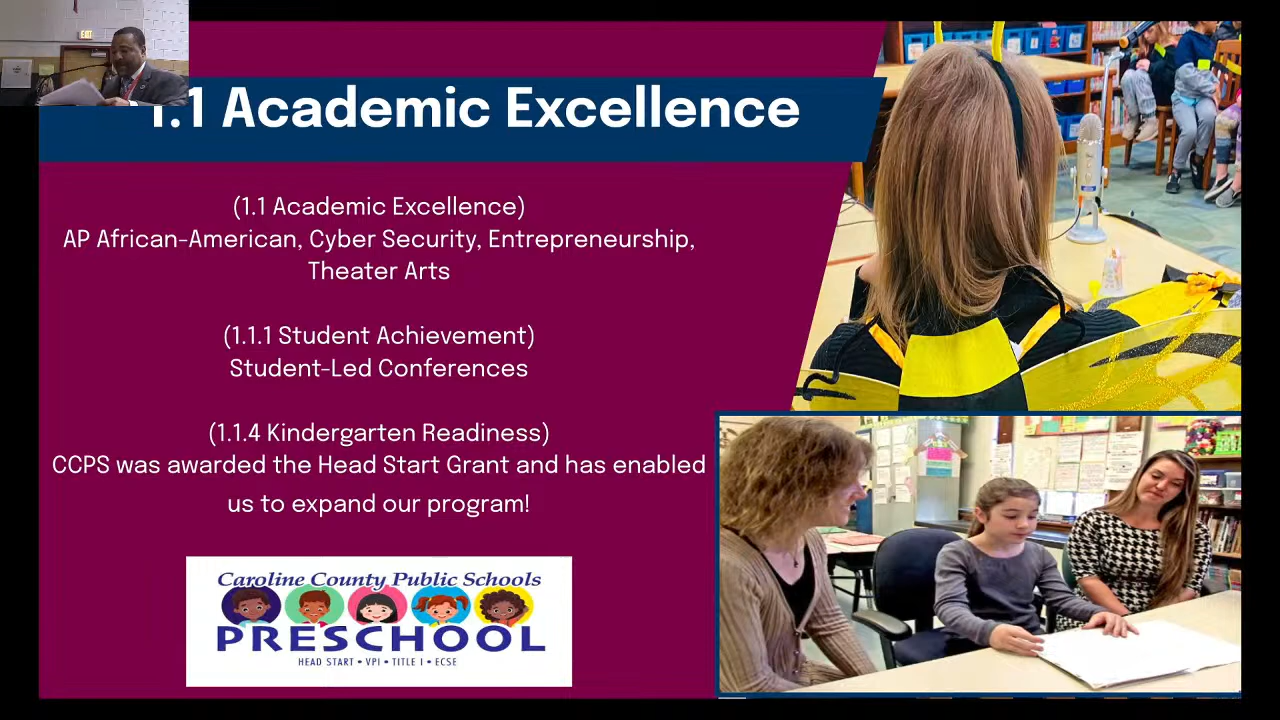 EXIT
1.1 Academic Excellence
(1.1 Academic Excellence)
AP African-American, Cyber Security, Entrepreneurship,
Theater Arts
(1.1.1 Student Achievement)
Student-Led Conferences
(1.1.4 Kindergarten Readiness)
CCPS was awarded the Head Start Grant and has enabled
us to expand our program!
Caroline County Public Schools
PRESCHOOL
HEAD START • VPI • TITLE I • ECSE